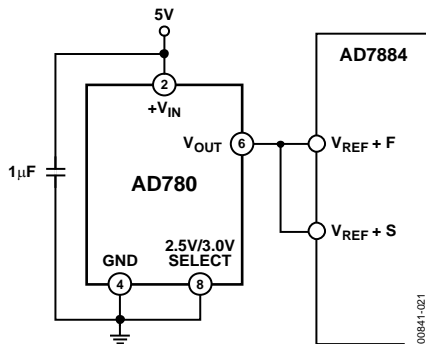 5V
AD7884
2
+VIN
VOUT
6
VREF + F
1μF
AD780
2.5V/3.0V
SELECT
VREF + S
GND
4
8
00841-021